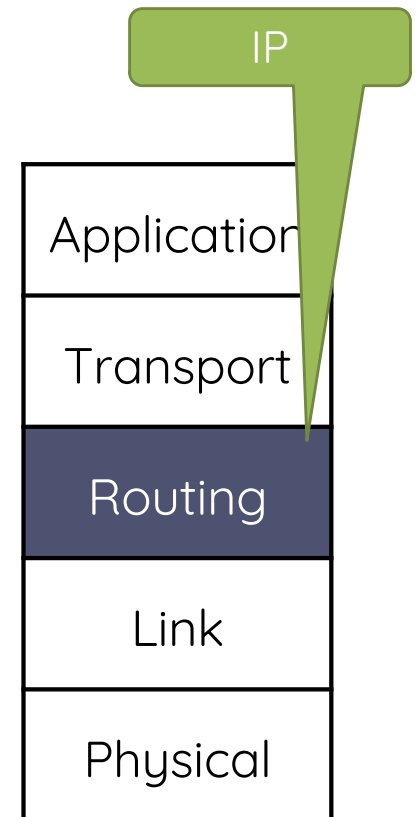 IP
Application
Transport
Routing
Link
Physical